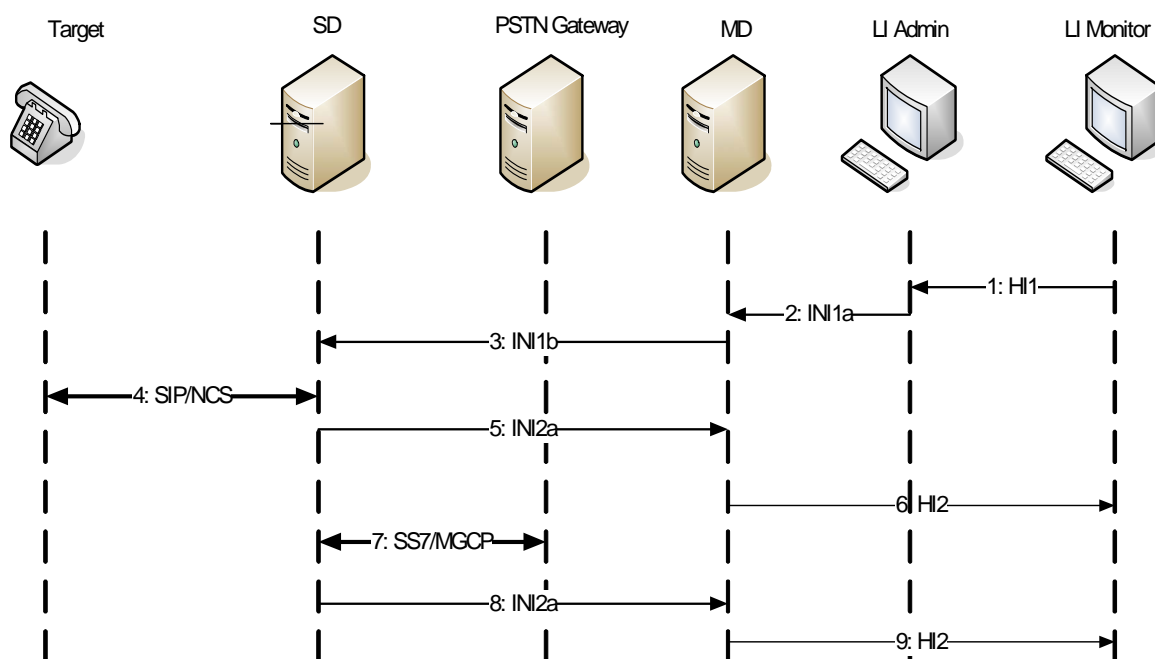 Target
SD
PSTN Gateway
MD
LI Admin
LI Monitor
1: HI1
2: INI1a
3: INI1b
4: SIP/NCS
5: INI2a
6: HI2
7: SS7/MGCP
8: INI2a
9: HI2